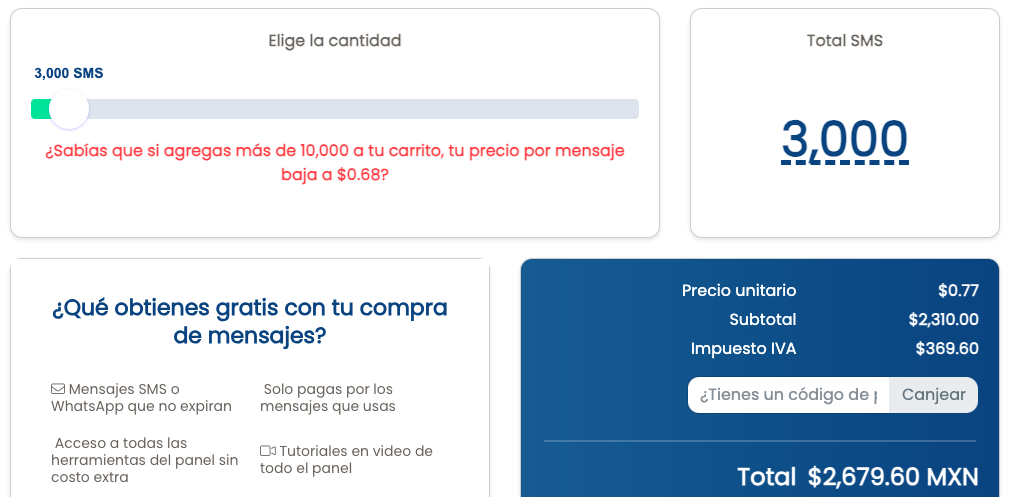 Elige la cantidad
3,000 SMS
¿Sabías que si agregas más de 10,000 a tu carrito, tu precio por mensaje
baja a $0.68?
Total SMS
3,000
¿Qué obtienes gratis con tu compra
de mensajes?
Mensajes SMS o
WhatsApp que no expiran
Solo pagas por los
mensajes que usas
Acceso a todas las
herramientas del panel sin
costo extra
Tutoriales en video de
todo el panel
Precio unitario $0.77
Subtotal $2,310.00
Impuesto IVA $369.60
¿Tienes un código de p Canjear
Total $2,679.60 MXN